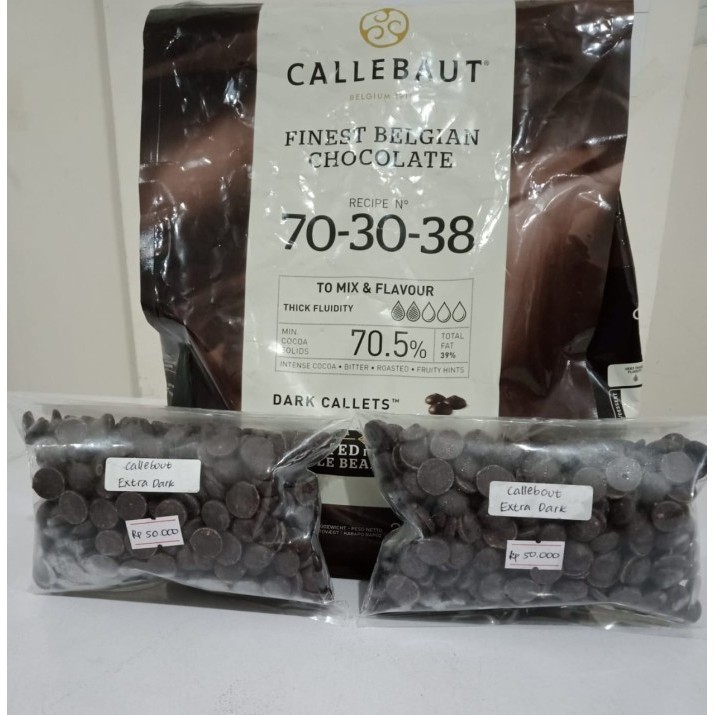 CALLEBAUT®
FINEST BELGIAN
CHOCOLATE
RECIPE N°
70-30-38
TO MIX & FLAVOUR
THICK FLUIDITY
MIN.
COCOA
SOLIDS
70.5%
TOTAL
FAT
39%
INTENSE COCOA • BITTER • ROASTED • FRUITY HINTS
DARK CALLETS™
Callebout
Extra Dark
Rp 50.000
Callebout
Extra Dark
Rp 50.000